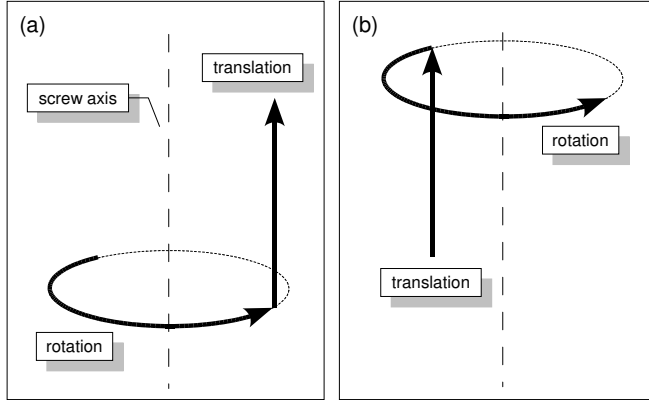 (a)
translation
screw axis
rotation
(b)
rotation
translation